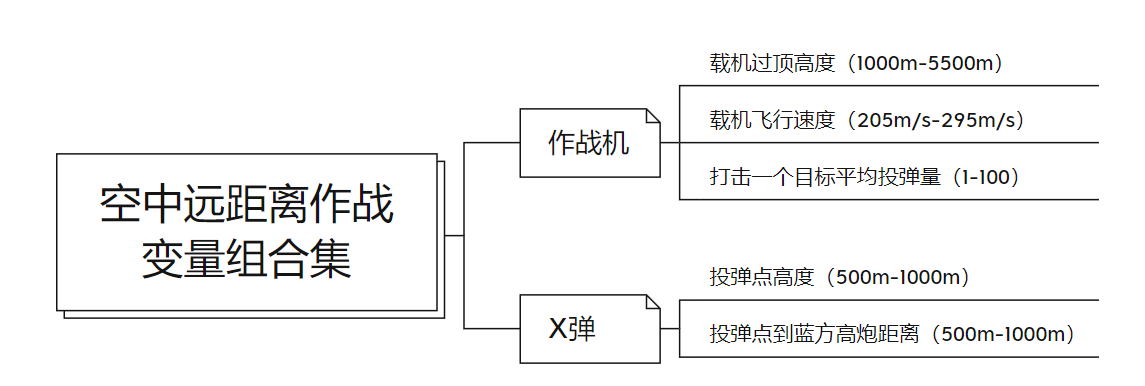 空中远距离作战
变量组合集
作战机
载机过顶高度（1000m-5500m）
载机飞行速度（205m/s-295m/s）
打击一个目标平均投弹量（1-100）
X弹
投弹点高度（500m-1000m）
投弹点到蓝方高炮距离（500m-1000m）